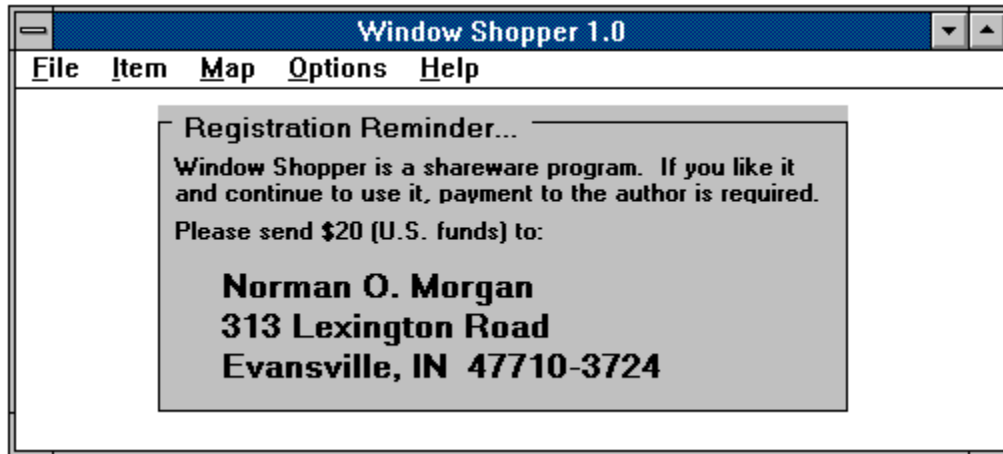 Window Shopper 1.0
File Item Map Options Help
Registration Reminder...
Window Shopper is a shareware program. If you like it
and continue to use it, payment to the author is required.
Please send $20 (U.S. funds) to:
Norman O. Morgan
313 Lexington Road
Evansville, IN 47710-3724